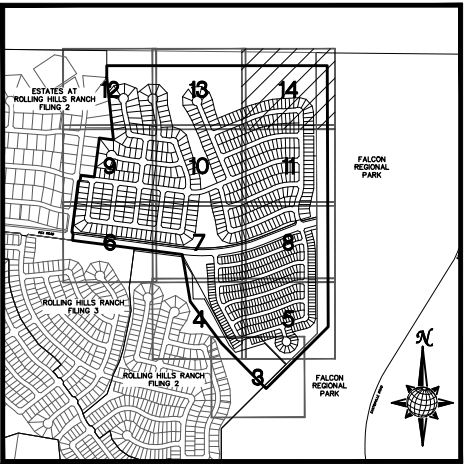 ESTATES AT
ROLLING HILLS RANCH
FILING 2
12
13
14
9
10
11
FALCON
REGIONAL
PARK
6
7
8
ROLLING HILLS RANCH
FILING 3
4
5
ROLLING HILLS RANCH
FILING 2
3
FALCON
REGIONAL
PARK
N